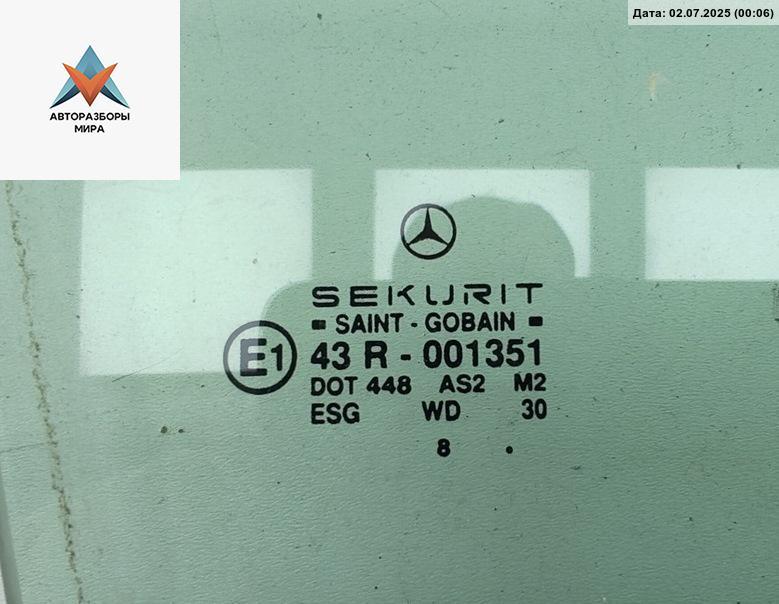 Дата: 02.07.2025 (00:06)
АВТОРАЗБОРЫ
МИРА
SEKURIT
SAINT - GOBAIN
E1 43 R - 001351
DOT 448 AS2 M2
ESG WD 30
8 .